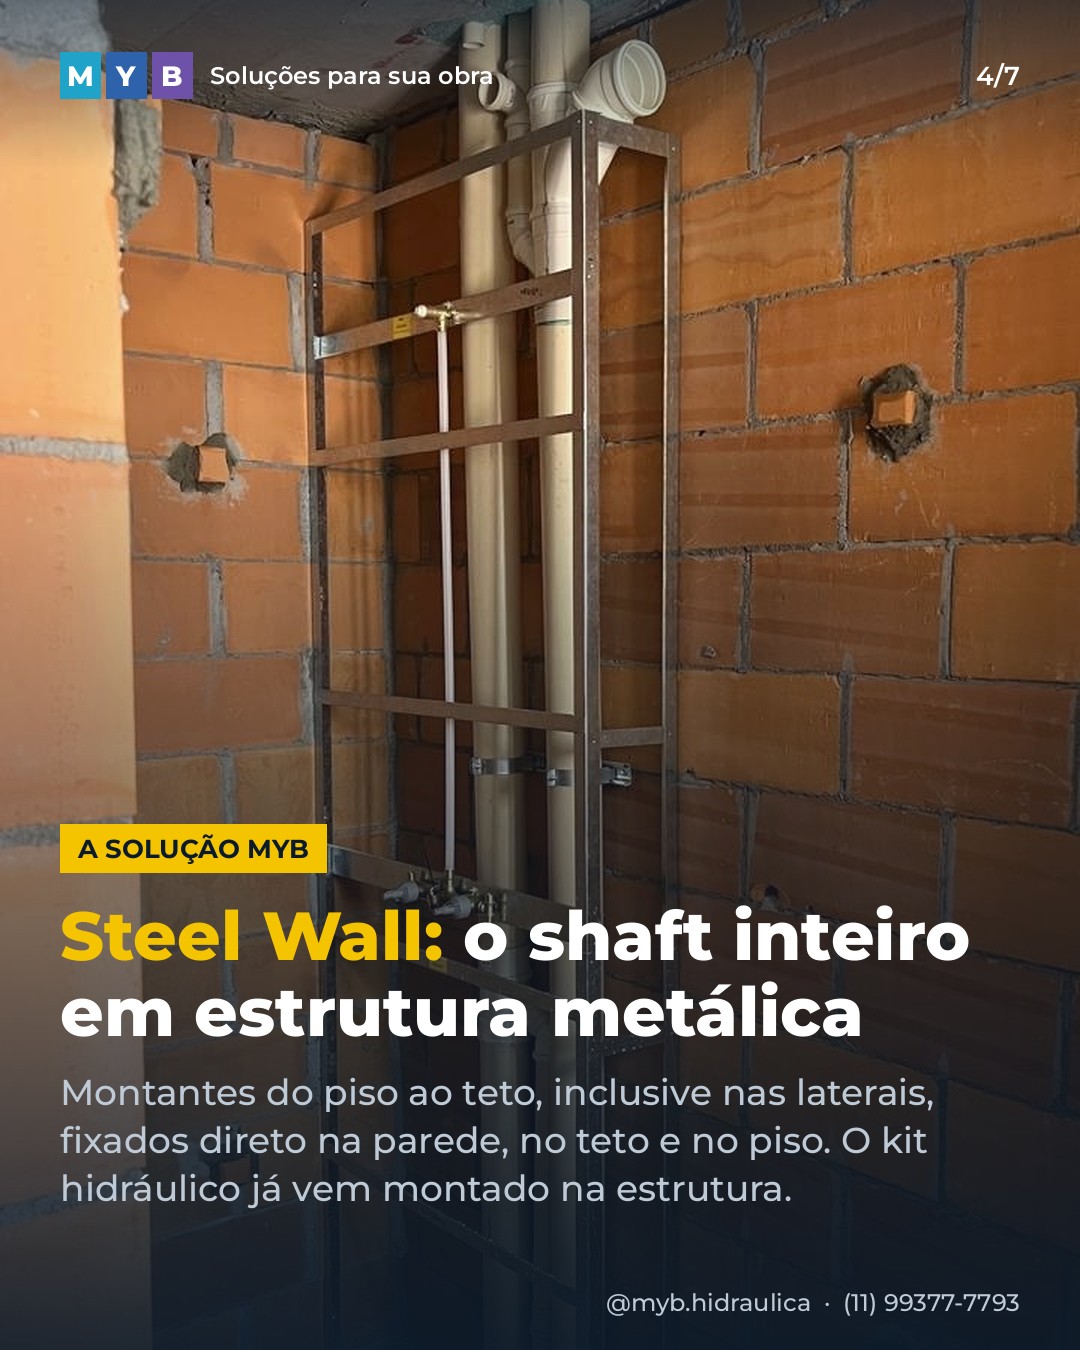 MYB Soluções para sua obra
4/7
A SOLUÇÃO MYB
Steel Wall: o shaft inteiro
em estrutura metálica
Montantes do piso ao teto, inclusive nas laterais,
fixados direto na parede, no teto e no piso. O kit
hidráulico já vem montado na estrutura.
@myb.hidraulica · (11) 99377-7793